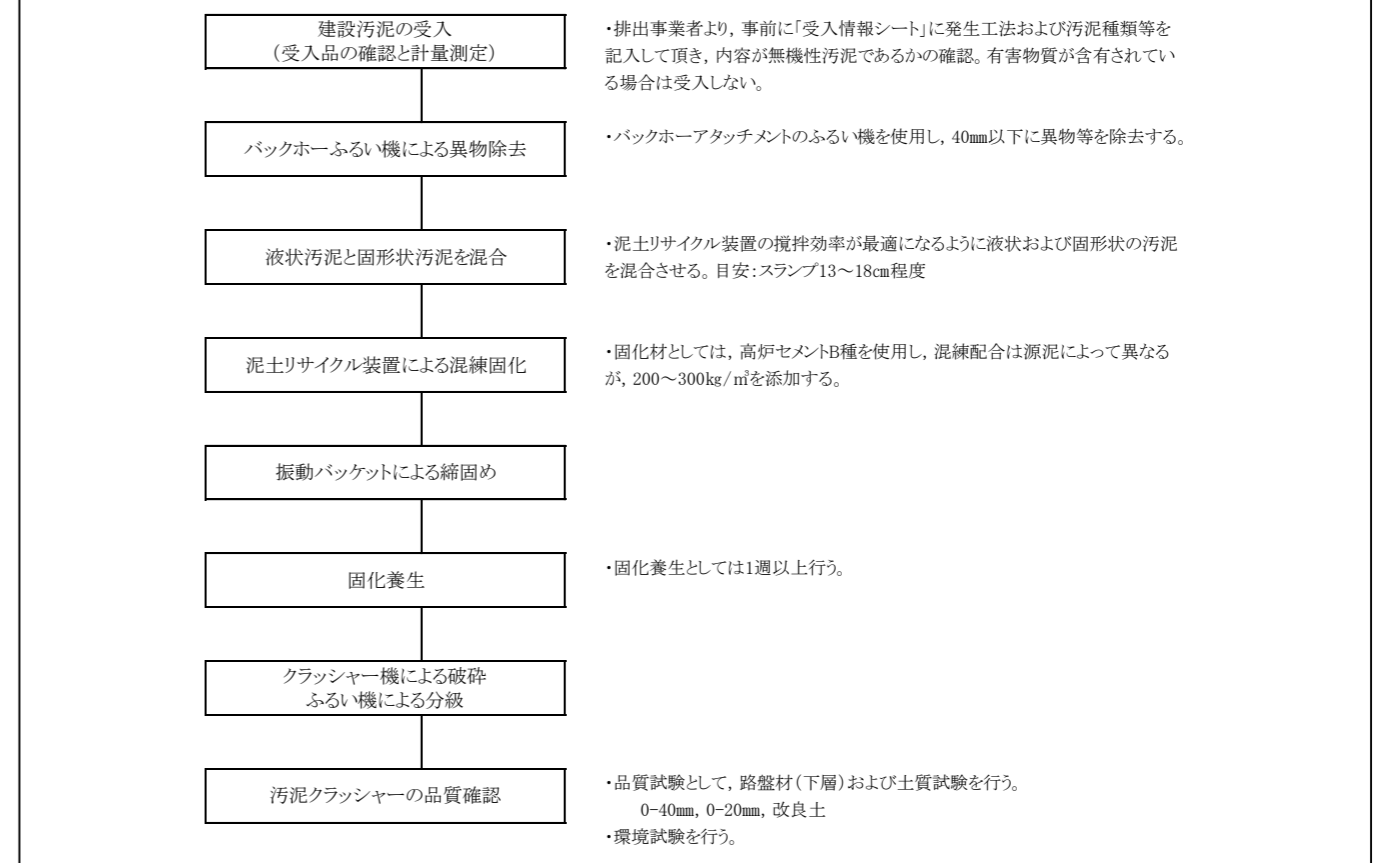 建設汚泥の受入
（受入品の確認と計量測定）
・排出事業者より，事前に「受入情報シート」に発生工法および汚泥種類等を
記入して頂き，内容が無機性汚泥であるかの確認。有害物質が含有されてい
る場合は受入しない。
バックホーふるい機による異物除去
・バックホーアタッチメントのふるい機を使用し，40㎜以下に異物等を除去する。
液状汚泥と固形状汚泥を混合
・泥土リサイクル装置の撹拌効率が最適になるように液状および固形状の汚泥
を混合させる。目安：スランプ13～18㎝程度
泥土リサイクル装置による混練固化
・固化材としては，高炉セメントB種を使用し，混練配合は源泥によって異なる
が，200～300㎏/㎥を添加する。
振動バッケットによる締固め
固化養生
・固化養生としては1週以上行う。
クラッシャー機による破砕
ふるい機による分級
汚泥クラッシャーの品質確認
・品質試験として，路盤材（下層）および土質試験を行う。
0-40㎜，0-20㎜，改良土
・環境試験を行う。